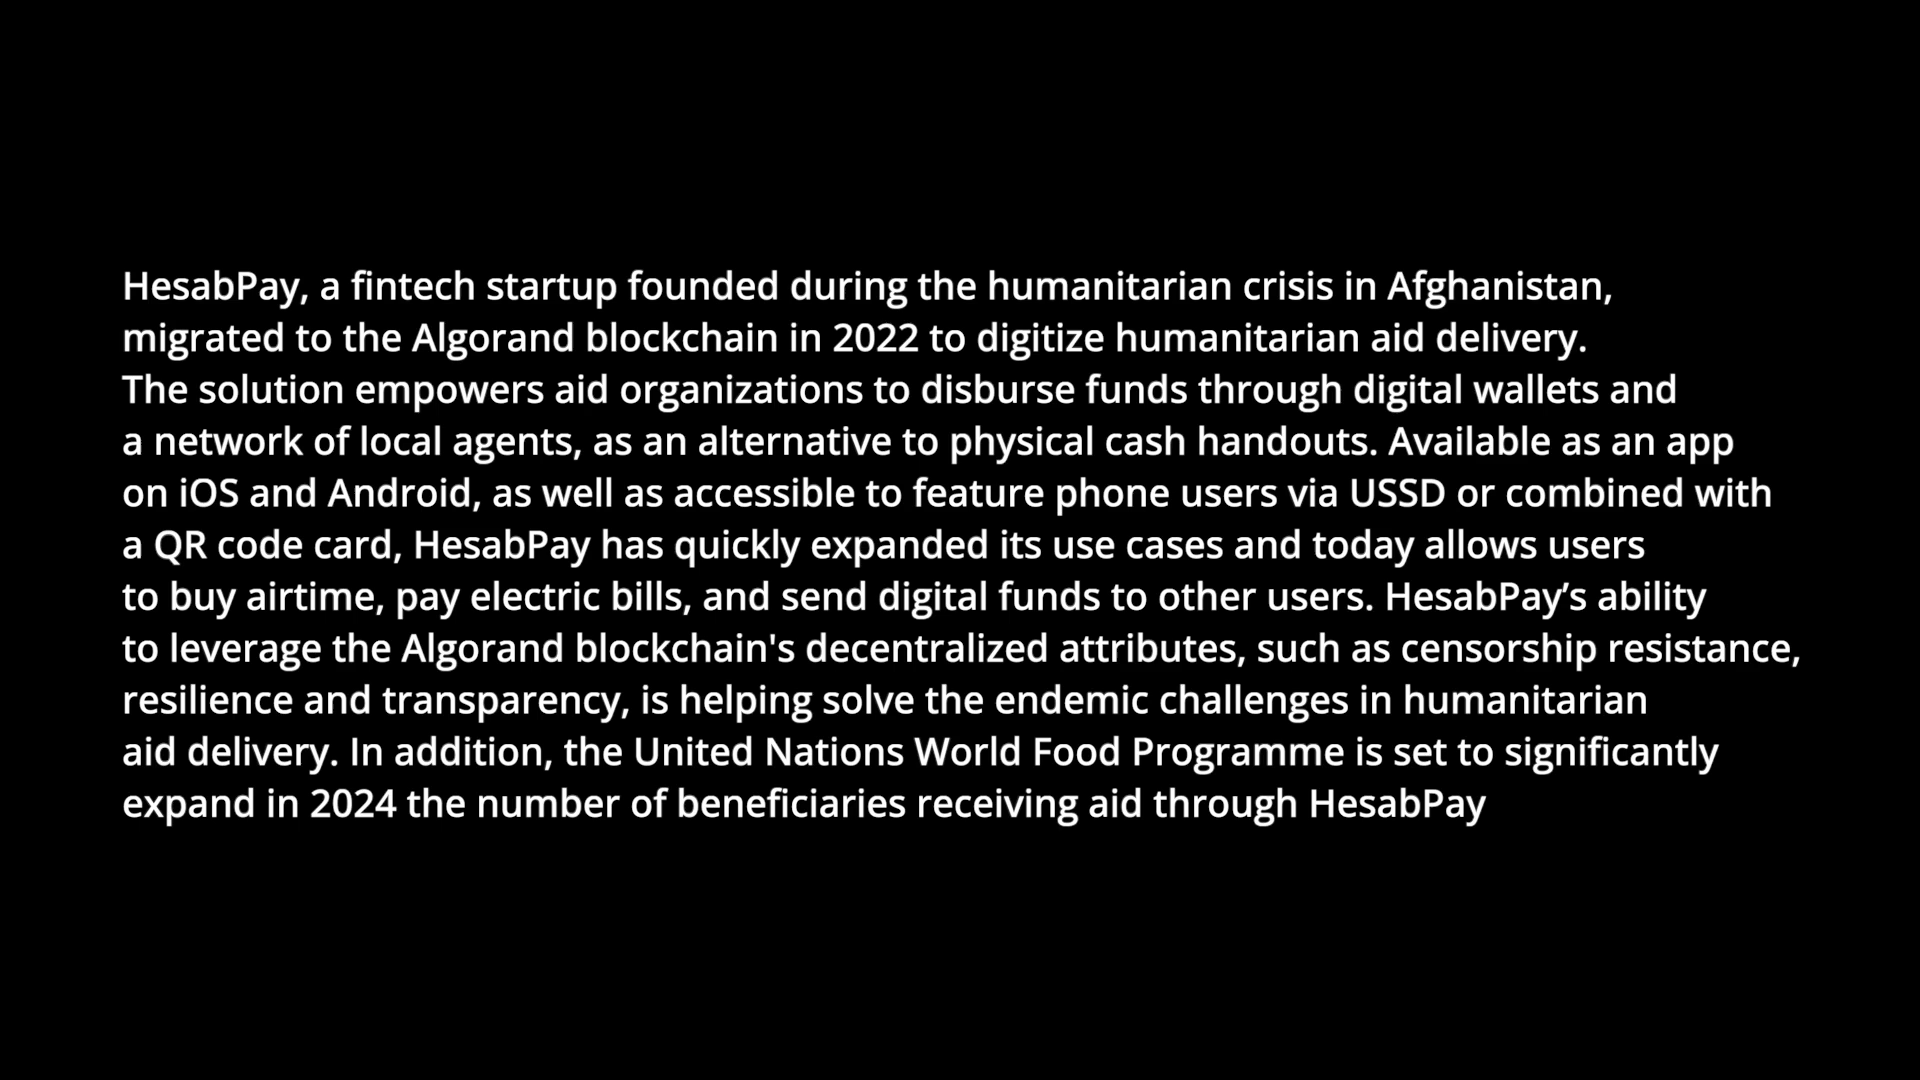 HesabPay, a fintech startup founded during the humanitarian crisis in Afghanistan,
migrated to the Algorand blockchain in 2022 to digitize humanitarian aid delivery.
The solution empowers aid organizations to disburse funds through digital wallets and
a network of local agents, as an alternative to physical cash handouts. Available as an app
on iOS and Android, as well as accessible to feature phone users via USSD or combined with
a QR code card, HesabPay has quickly expanded its use cases and today allows users
to buy airtime, pay electric bills, and send digital funds to other users. HesabPay’s ability
to leverage the Algorand blockchain's decentralized attributes, such as censorship resistance,
resilience and transparency, is helping solve the endemic challenges in humanitarian
aid delivery. In addition, the United Nations World Food Programme is set to significantly
expand in 2024 the number of beneficiaries receiving aid through HesabPay